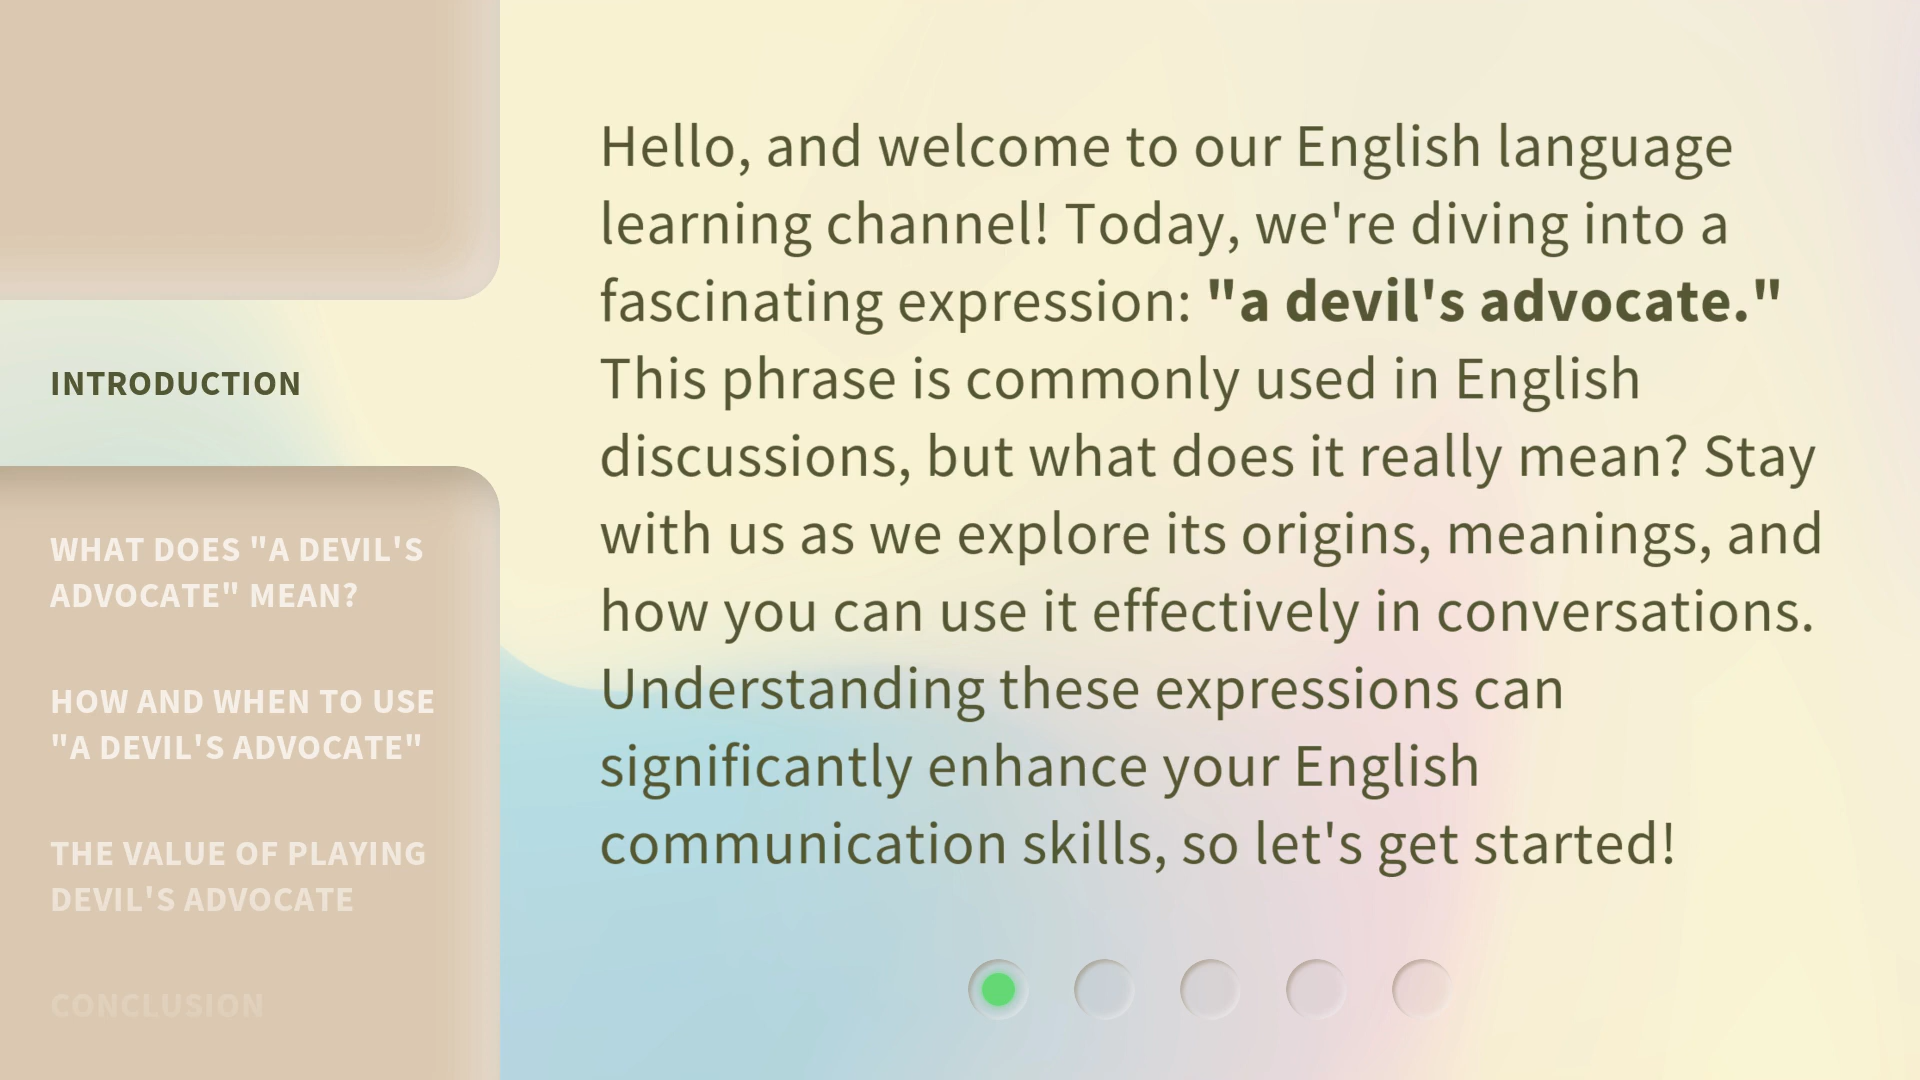 INTRODUCTION
WHAT DOES "A DEVIL'S
ADVOCATE" MEAN?
HOW AND WHEN TO USE
"A DEVIL'S ADVOCATE"
THE VALUE OF PLAYING
DEVIL'S ADVOCATE
CONCLUSION
Hello, and welcome to our English language
learning channel! Today, we're diving into a
fascinating expression: "a devil's advocate."
This phrase is commonly used in English
discussions, but what does it really mean? Stay
with us as we explore its origins, meanings, and
how you can use it effectively in conversations.
Understanding these expressions can
significantly enhance your English
communication skills, so let's get started!